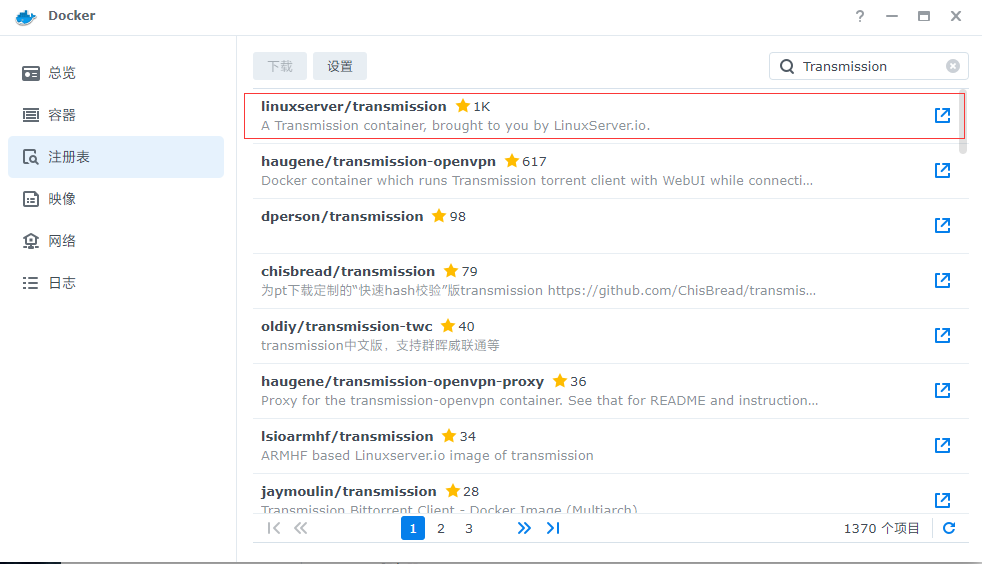 Docker
总览
容器
注册表
映像
网络
日志
下载
设置
Transmission
linuxserver/transmission 1K
A Transmission container, brought to you by LinuxServer.io.
haugene/transmission-openvpn 617
Docker container which runs Transmission torrent client with WebUI while connecti...
dperson/transmission 98
chisbread/transmission 79
为pt下载定制的“快速hash校验”版transmission https://github.com/ChisBread/transmis...
oldiy/transmission-twc 40
transmission中文版，支持群晖威联通等
haugene/transmission-openvpn-proxy 36
Proxy for the transmission-openvpn container. See that for README and instruction...
lsioarmhf/transmission 34
ARMHF based Linuxserver.io image of transmission
jaymoulin/transmission 28
Transmission Bittorrent Client - Docker Image (Multiarch)
1 2 3
1370 个项目